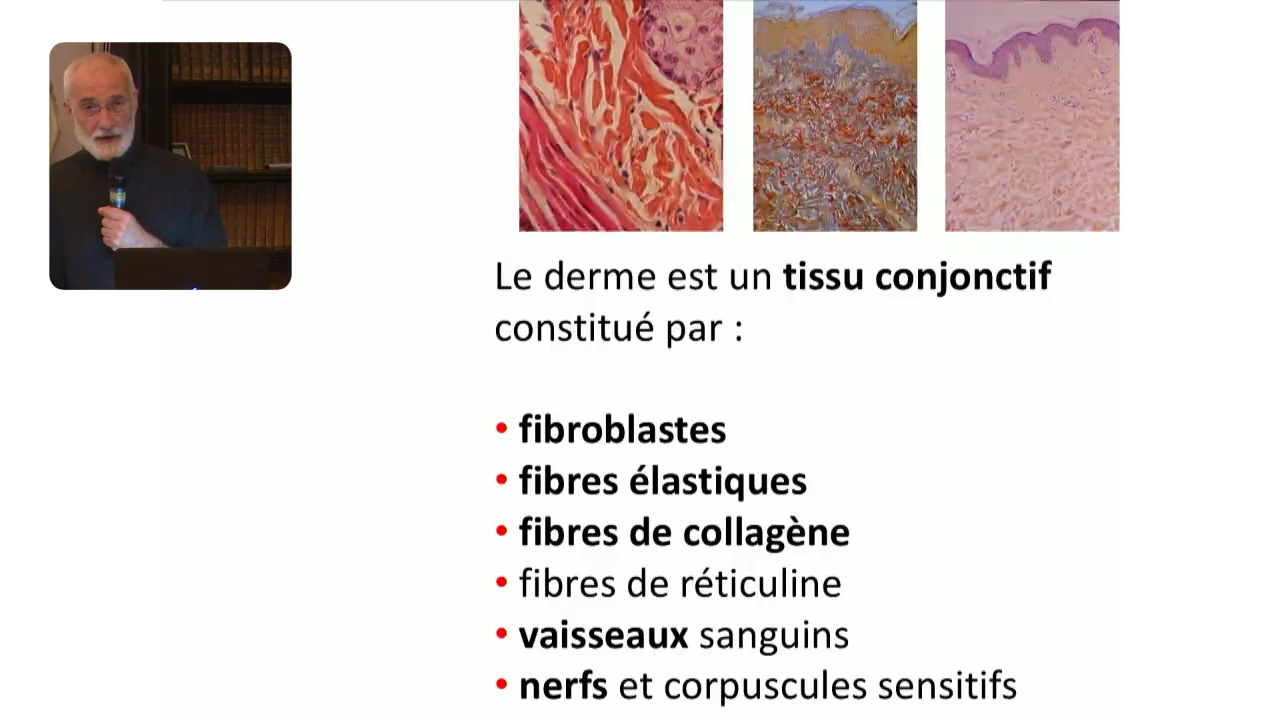 Le derme est un tissu conjonctif
constitué par :
• fibroblastes
• fibres élastiques
• fibres de collagène
• fibres de réticuline
• vaisseaux sanguins
• nerfs et corpuscules sensitifs